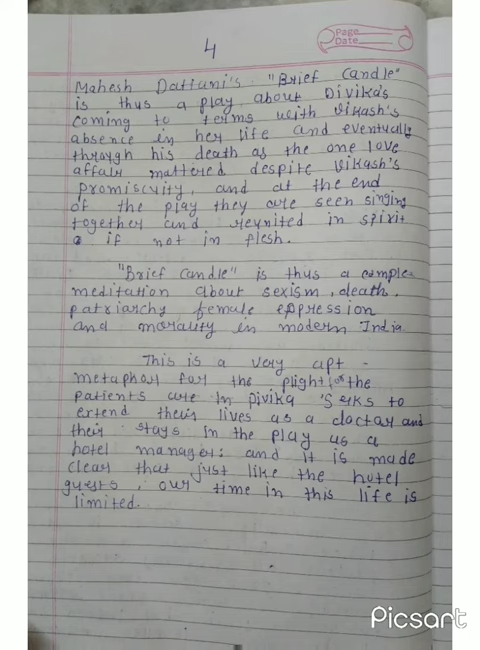 Page
Date
4
Mahesh Dattani's "Brief Candle"
is thus a play about Divika's
coming to terms with Vikash's
absence in her life and eventually
through his death as the one love
affair mattered despite Vikash's
promiscuity, and at the end
of the play they are seen singing
together and reunited in spirit
if not in flesh.
"Brief Candle" is thus a comple
meditation about sexism, death,
patriarchy female eppression
and morality in modern India
This is a very apt -
metaphor for the plight of the
patients are in Divika 'Seeks to
extend their lives as a doctor and
their stays in the play as a
hotel manager: and it is made
clear that just like the hotel
guests, our time in this life is
limited.
Picsart